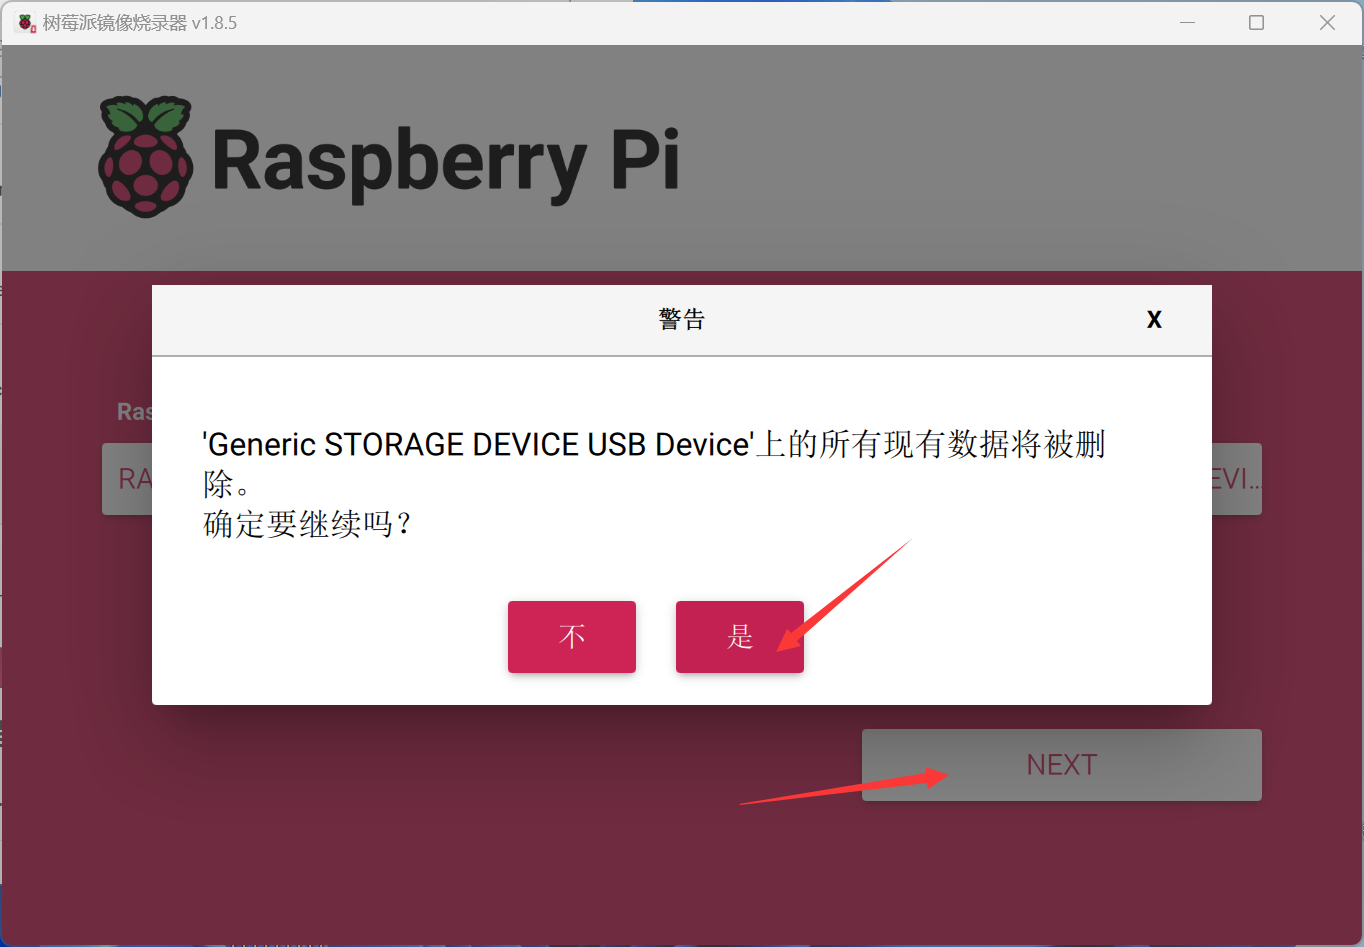 树莓派镜像烧录器 v1.8.5
Raspberry Pi
警告
X
Ras
RA
EVI...
'Generic STORAGE DEVICE USB Device'上的所有现有数据将被删
除。
确定要继续吗?
不
是
NEXT